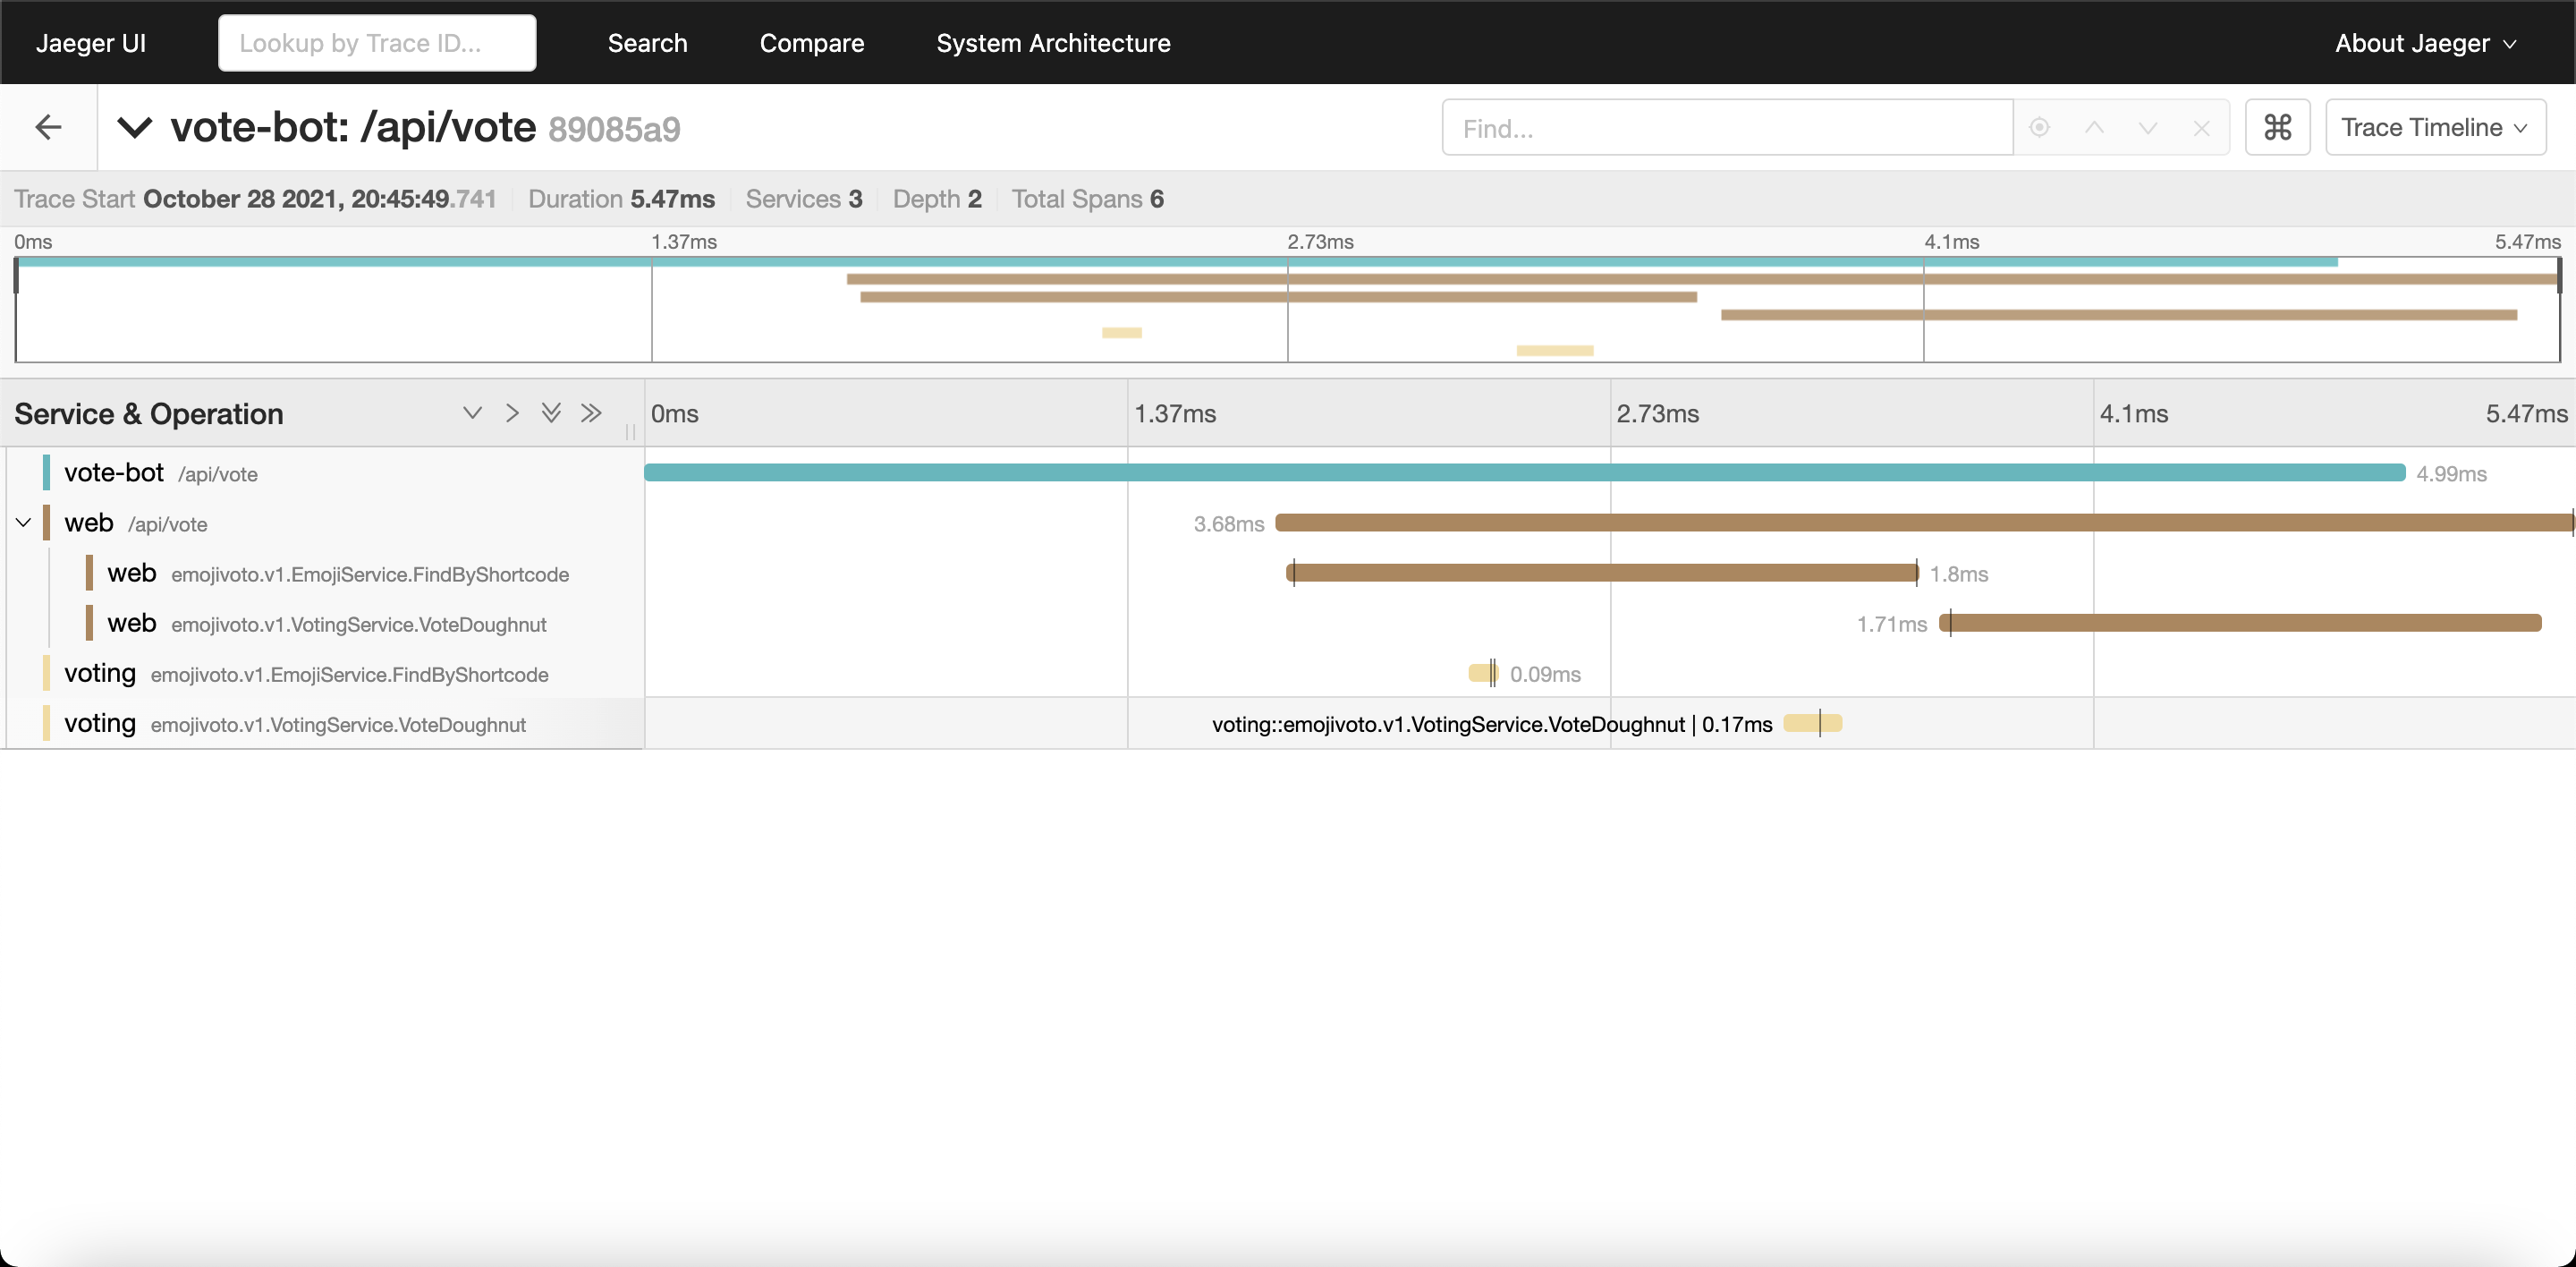 Jaeger UI Lookup by Trace ID... Search Compare System Architecture About Jaeger
vote-bot: /api/vote 89085a9 Find... ⌘ Trace Timeline
Trace Start October 28 2021, 20:45:49.741 Duration 5.47ms Services 3 Depth 2 Total Spans 6
0ms 1.37ms 2.73ms 4.1ms 5.47ms
Service & Operation 0ms 1.37ms 2.73ms 4.1ms 5.47ms
vote-bot /api/vote 4.99ms
web /api/vote 3.68ms
web emojivoto.v1.EmojiService.FindByShortcode 1.8ms
web emojivoto.v1.VotingService.VoteDoughnut 1.71ms
voting emojivoto.v1.EmojiService.FindByShortcode 0.09ms
voting emojivoto.v1.VotingService.VoteDoughnut voting::emojivoto.v1.VotingService.VoteDoughnut | 0.17ms